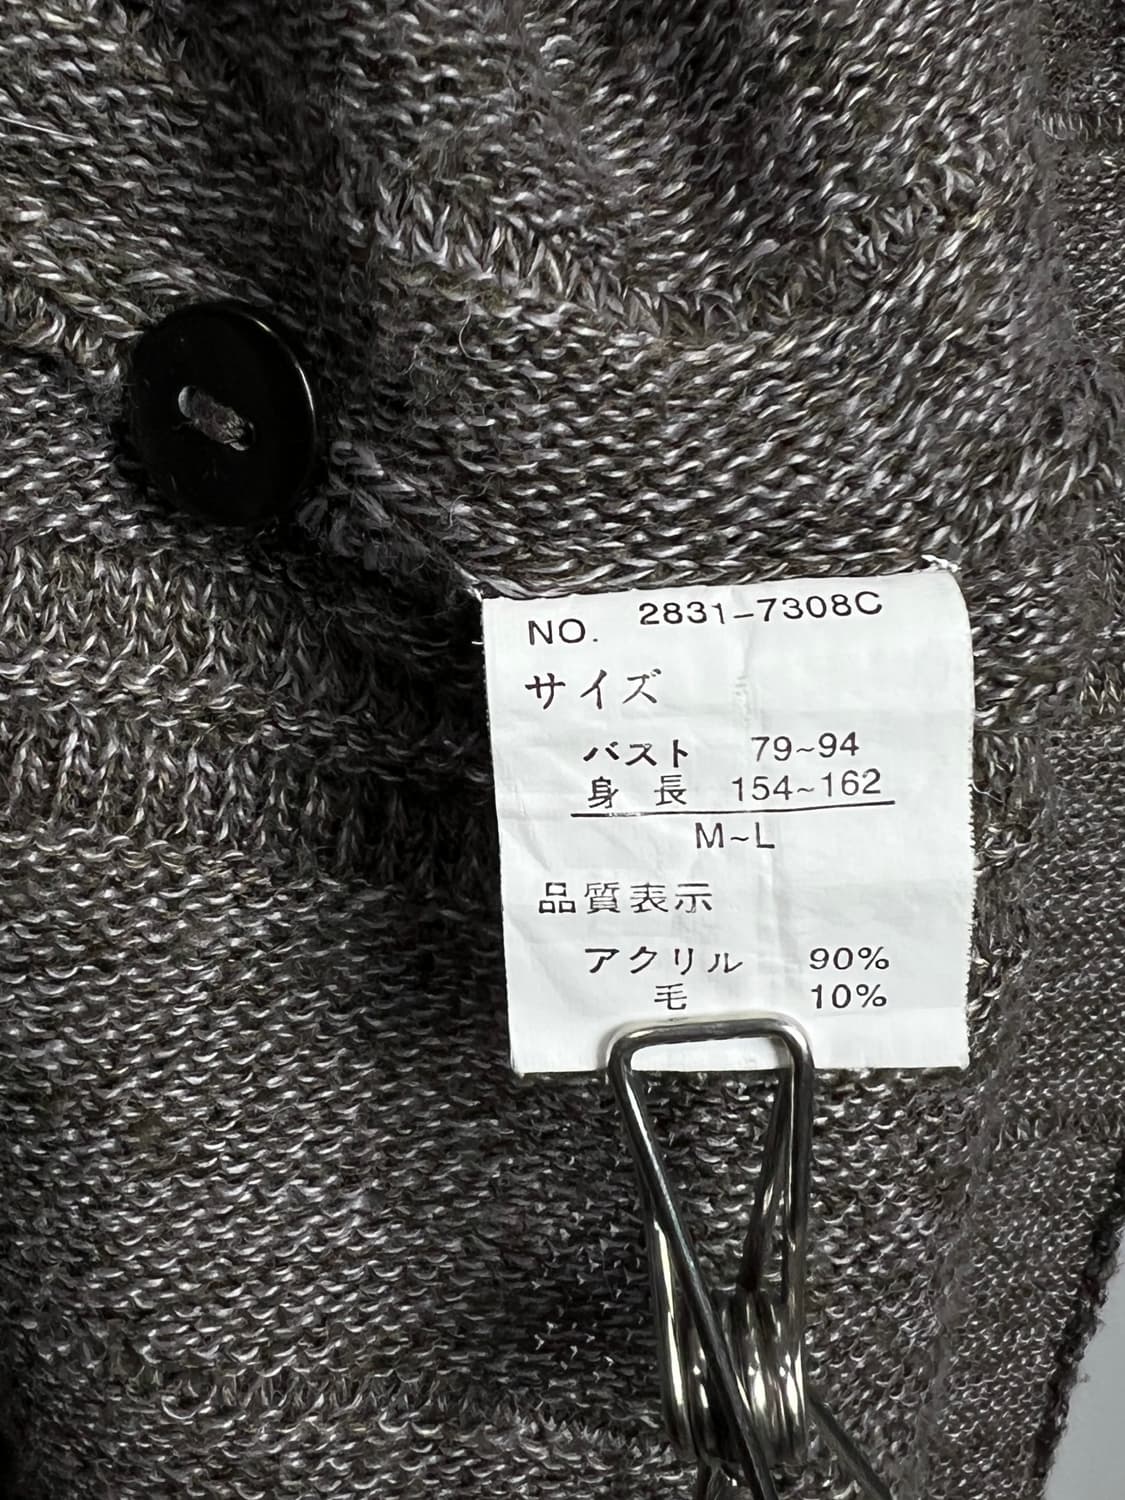 NO. 2831-7308C
サイズ
バスト 79~94
身長 154~162
M~L
品質表示
アクリル 90%
毛 10%